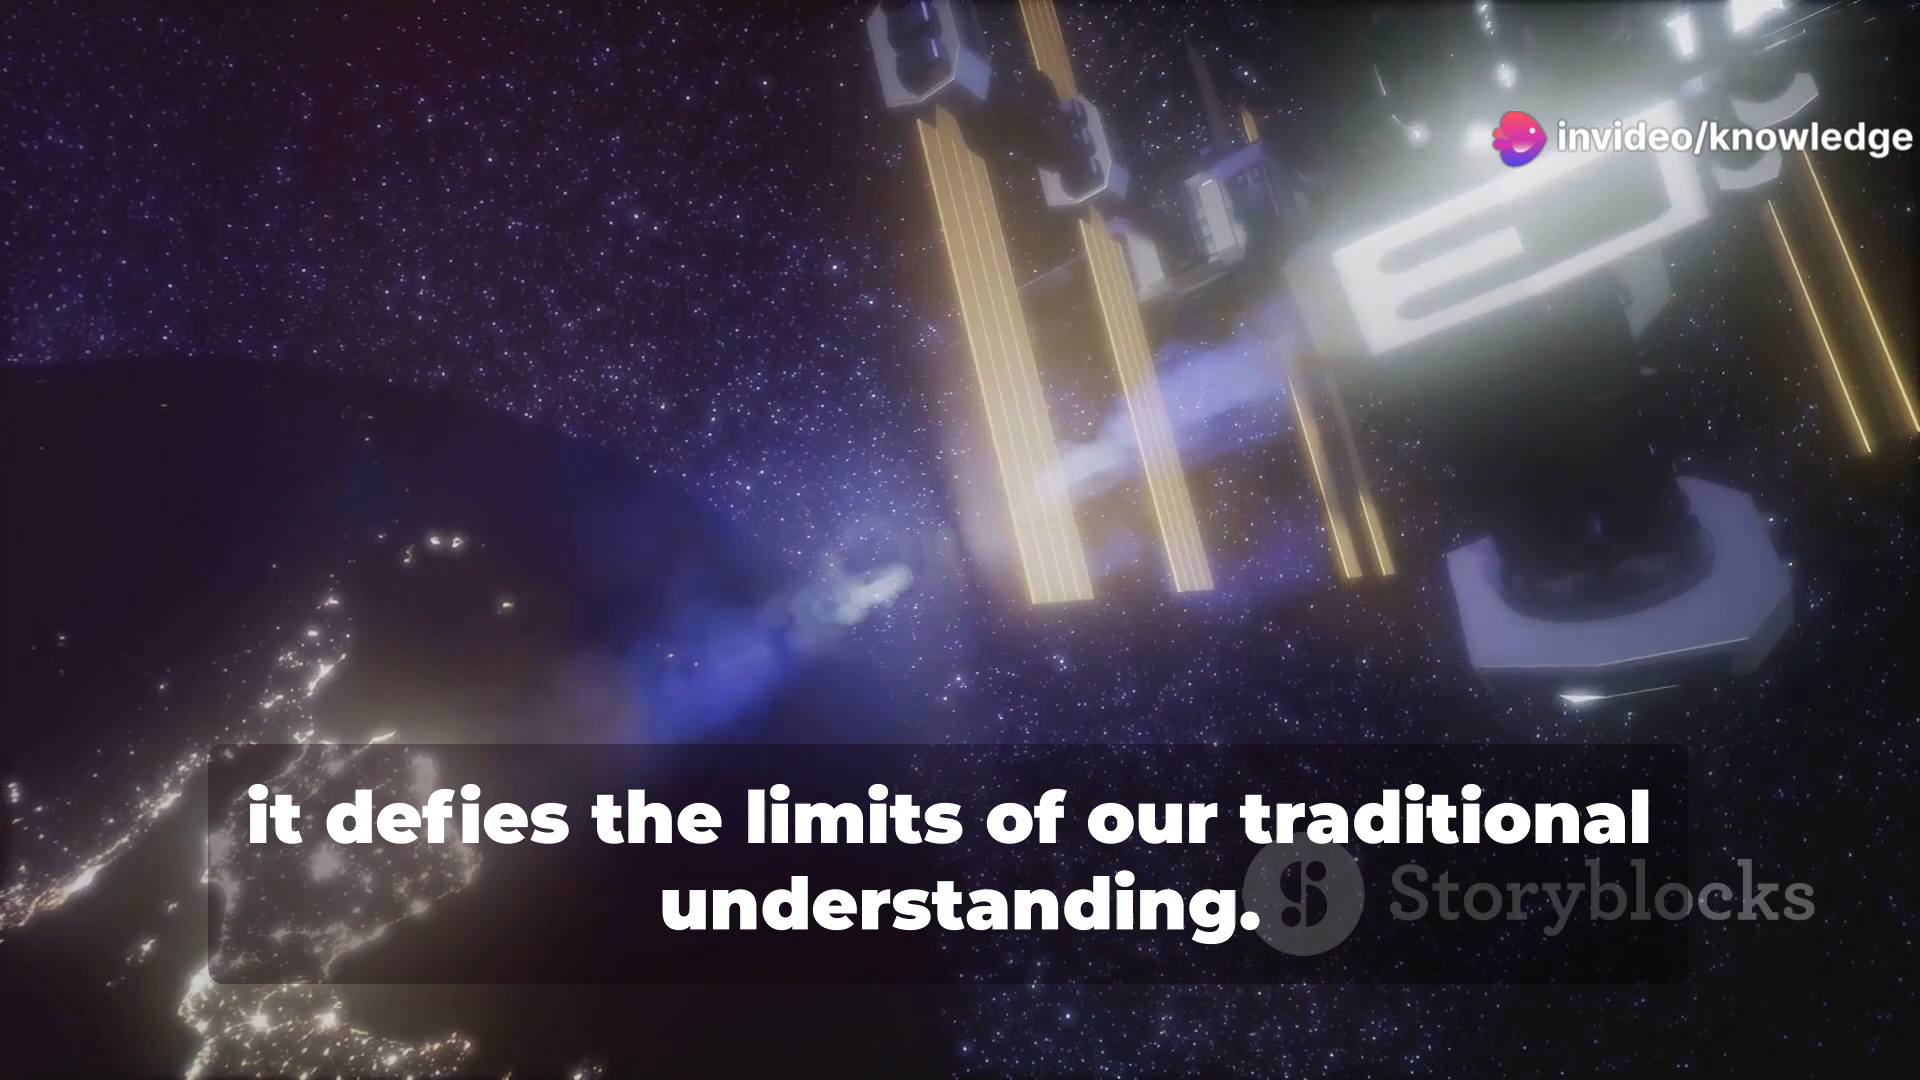 invideo/knowledge
it defies the limits of our traditional
understanding.
Storyblocks